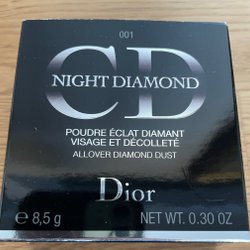 001
CD
NIGHT DIAMOND
POUDRE ÉCLAT DIAMANT
VISAGE ET DÉCOLLETÉ
ALLOVER DIAMOND DUST
Dior
℮ 8,5 g NET WT. 0.30 OZ